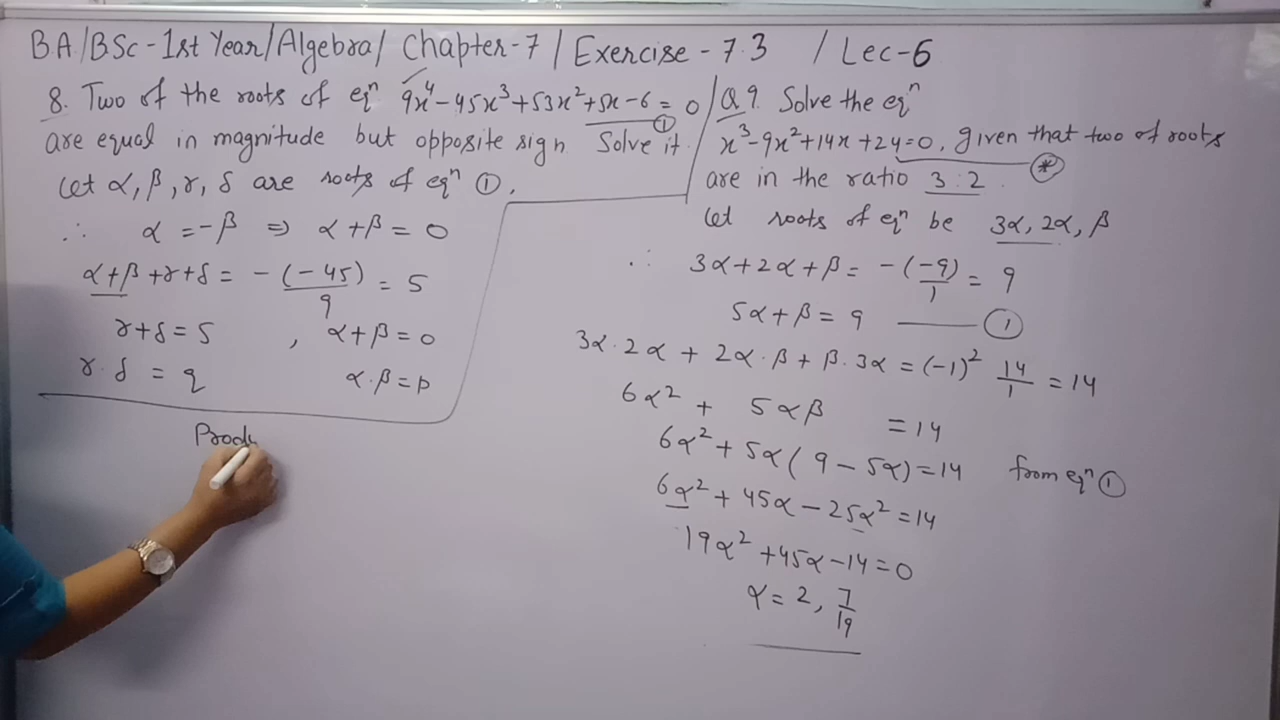 B.A/BSc-1st Year/Algebra/ Chapter-7/Exercise-7.3 /Lec-6
8. Two of the roots of eqⁿ 9x⁴-45x³+53x²+5x-6=0 ①
are equal in magnitude but opposite sign. Solve it.
Let α, β, γ, δ are roots of eqⁿ ①.
∴ α=-β ⇒ α+β=0
α+β+γ+δ = -(-45)/9 = 5
γ+δ=5 , α+β=0
γ.δ = q α.β=p
Produ
Q 9. Solve the eqⁿ
x³-9x²+14x+24=0, given that two of roots
are in the ratio 3:2. ⊛
Let roots of eqⁿ be 3α, 2α, β
∴ 3α+2α+β = -(-9)/1 = 9
5α+β=9 —— ①
3α.2α + 2α.β + β.3α = (-1)² 14/1 = 14
6α² + 5αβ = 14
6α²+5α(9-5α)=14 from eqⁿ ①
6α²+45α-25α²=14
19α²+45α-14=0
α=2, 7/19